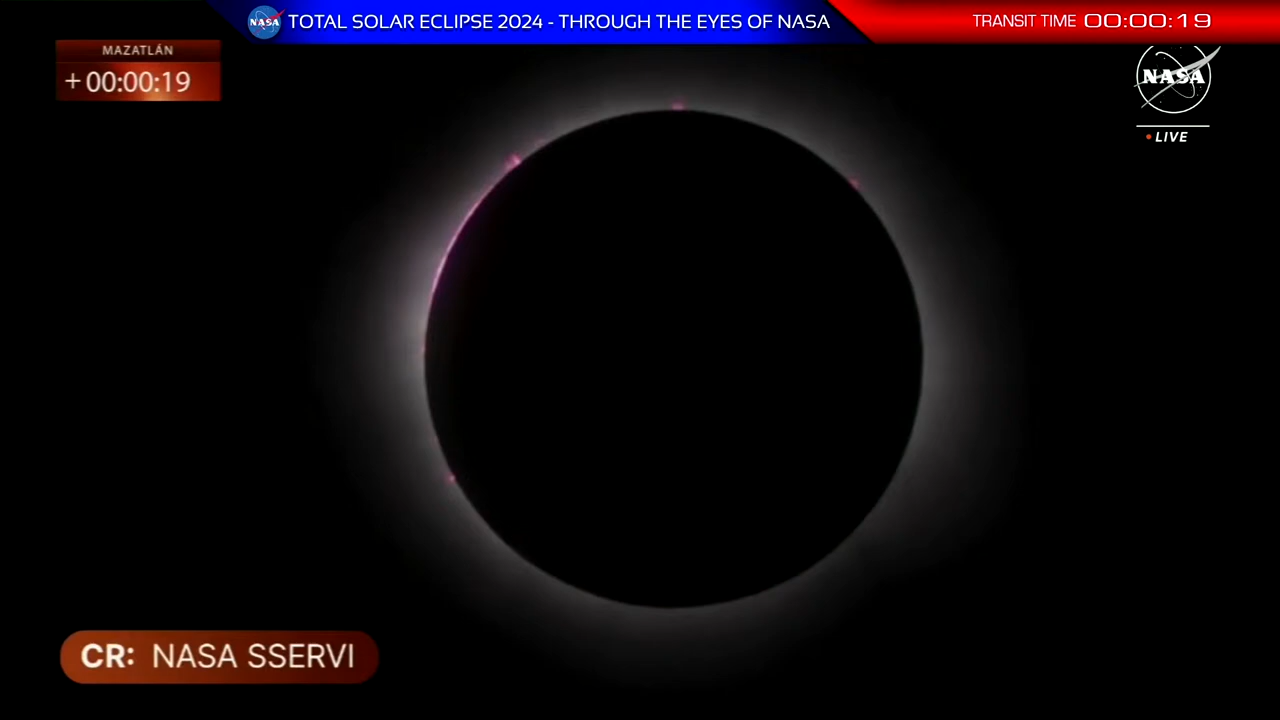 NASA TOTAL SOLAR ECLIPSE 2024 - THROUGH THE EYES OF NASA
TRANSIT TIME 00:00:19
MAZATLÁN
+ 00:00:19
NASA
LIVE
CR: NASA SSERVI